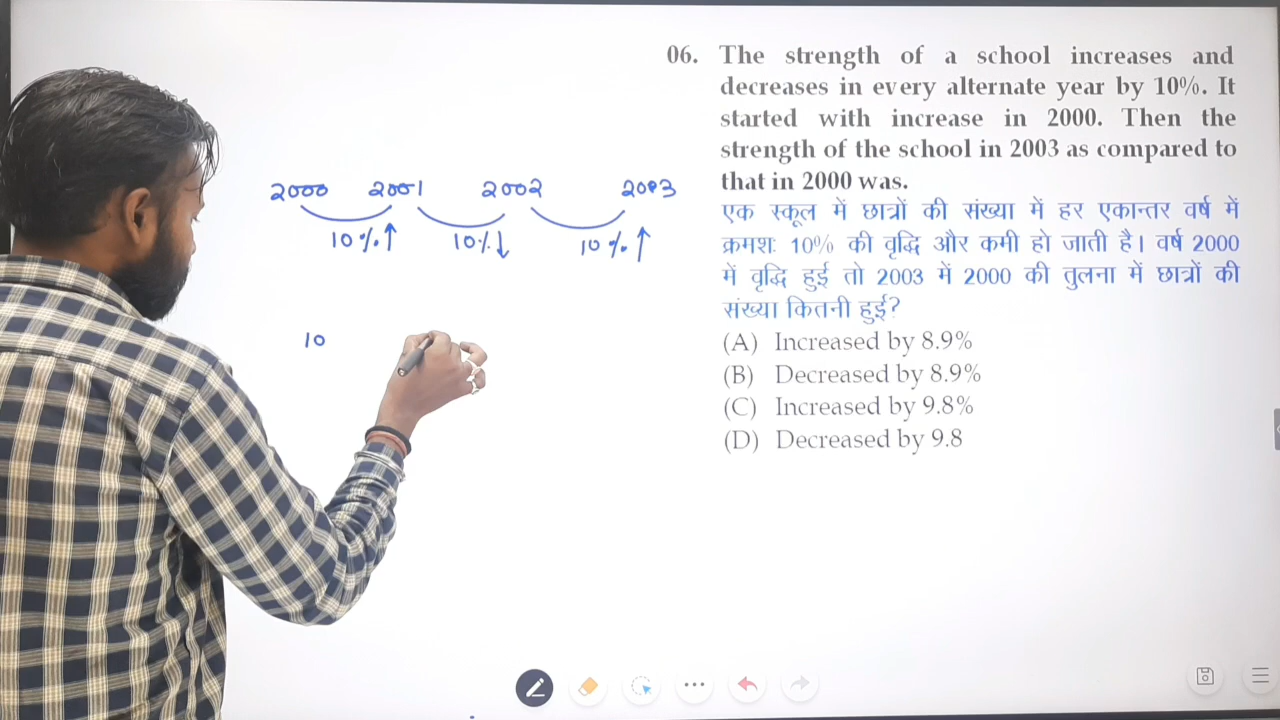 06. The strength of a school increases and
decreases in every alternate year by 10%. It
started with increase in 2000. Then the
strength of the school in 2003 as compared to
that in 2000 was.
एक स्कूल में छात्रों की संख्या में हर एकान्तर वर्ष में
क्रमशः 10% की वृद्धि और कमी हो जाती है। वर्ष 2000
में वृद्धि हुई तो 2003 में 2000 की तुलना में छात्रों की
संख्या कितनी हुई?
(A) Increased by 8.9%
(B) Decreased by 8.9%
(C) Increased by 9.8%
(D) Decreased by 9.8
2000 2001 2002 2003
10%↑ 10%↓ 10%↑
10